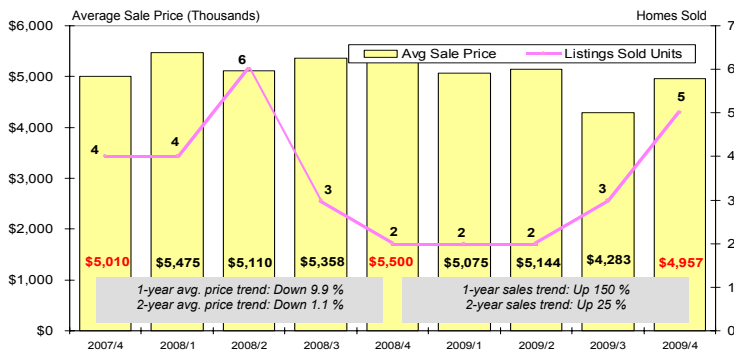 Average Sale Price (Thousands) Homes Sold
Avg Sale Price Listings Sold Units
$6,000 7
$5,000 6
$4,000 5
$3,000 4
$2,000 3
$1,000 2
$0 1
0
4 4 6 3 2 2 2 3 5
$5,010 $5,475 $5,110 $5,358 $5,500 $5,075 $5,144 $4,283 $4,957
1-year avg. price trend: Down 9.9 %
2-year avg. price trend: Down 1.1 %
1-year sales trend: Up 150 %
2-year sales trend: Up 25 %
2007/4 2008/1 2008/2 2008/3 2008/4 2009/1 2009/2 2009/3 2009/4